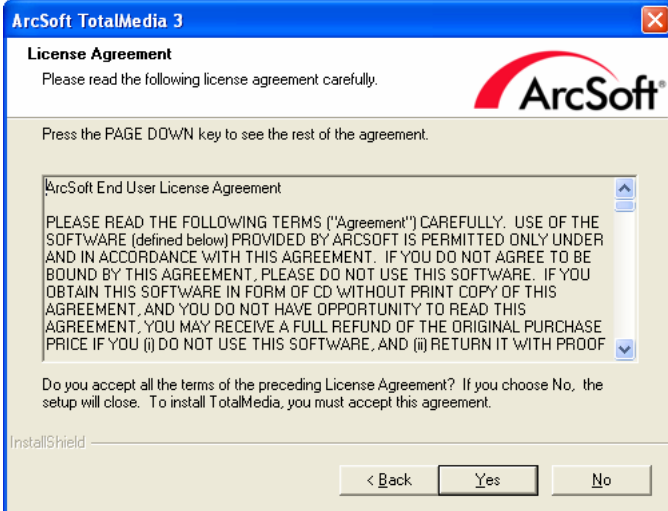 ArcSoft TotalMedia 3
License Agreement
Please read the following license agreement carefully.
ArcSoft®
Press the PAGE DOWN key to see the rest of the agreement.
ArcSoft End User License Agreement
PLEASE READ THE FOLLOWING TERMS ("Agreement") CAREFULLY. USE OF THE
SOFTWARE (defined below) PROVIDED BY ARCSOFT IS PERMITTED ONLY UNDER
AND IN ACCORDANCE WITH THIS AGREEMENT. IF YOU DO NOT AGREE TO BE
BOUND BY THIS AGREEMENT, PLEASE DO NOT USE THIS SOFTWARE. IF YOU
OBTAIN THIS SOFTWARE IN FORM OF CD WITHOUT PRINT COPY OF THIS
AGREEMENT, AND YOU DO NOT HAVE OPPORTUNITY TO READ THIS
AGREEMENT, YOU MAY RECEIVE A FULL REFUND OF THE ORIGINAL PURCHASE
PRICE IF YOU (i) DO NOT USE THIS SOFTWARE, AND (ii) RETURN IT WITH PROOF
Do you accept all the terms of the preceding License Agreement? If you choose No, the
setup will close. To install TotalMedia, you must accept this agreement.
InstallShield
< Back
Yes
No